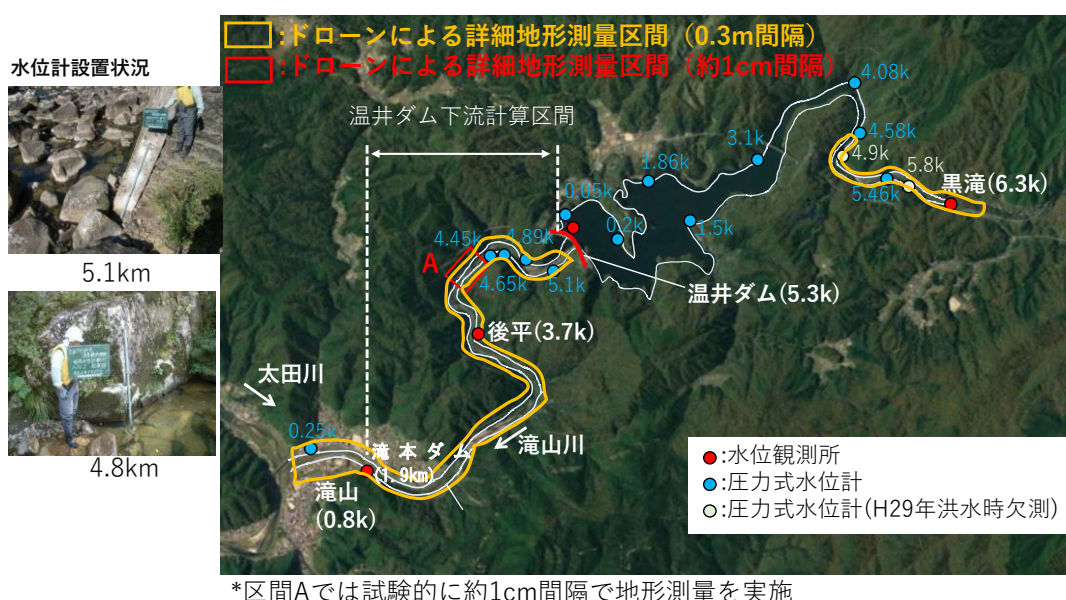 :ドローンによる詳細地形測量区間（0.3m間隔）
:ドローンによる詳細地形測量区間（約1cm間隔）
水位計設置状況
5.1km
4.8km
温井ダム下流計算区間
4.08k
4.58k
4.9k
5.8k
5.46k
黒滝(6.3k)
3.1k
1.86k
1.5k
0.05k
0.2k
4.45k
4.89k
A
4.65k
5.1k
温井ダム(5.3k)
後平(3.7k)
太田川
滝山川
0.25k
滝本ダム
(1.9km)
滝山
(0.8k)
:水位観測所
:圧力式水位計
:圧力式水位計(H29年洪水時欠測)
*区間Aでは試験的に約1cm間隔で地形測量を実施